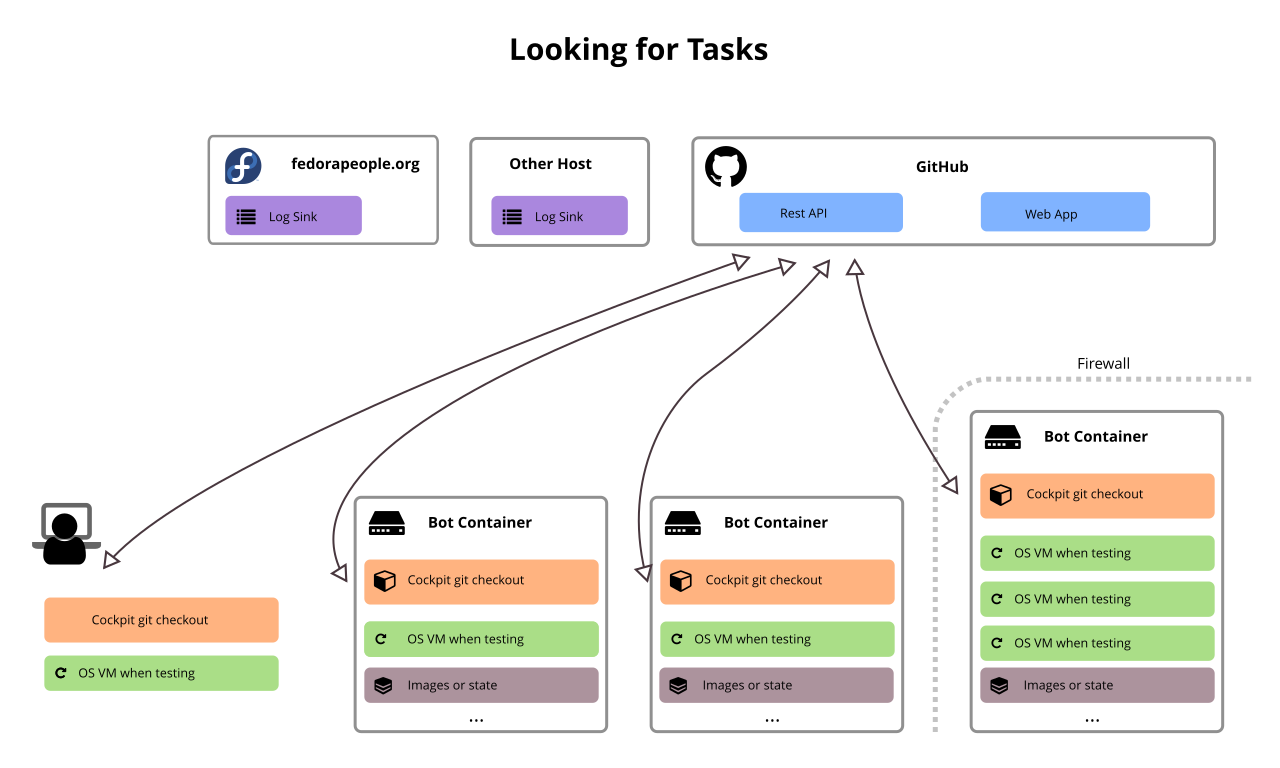 Looking for Tasks
fedorapeople.org
Log Sink
Other Host
Log Sink
GitHub
Rest API
Web App
Firewall
Cockpit git checkout
OS VM when testing
Bot Container
Cockpit git checkout
OS VM when testing
Images or state
...
Bot Container
Cockpit git checkout
OS VM when testing
Images or state
...
Bot Container
Cockpit git checkout
OS VM when testing
OS VM when testing
OS VM when testing
Images or state
...